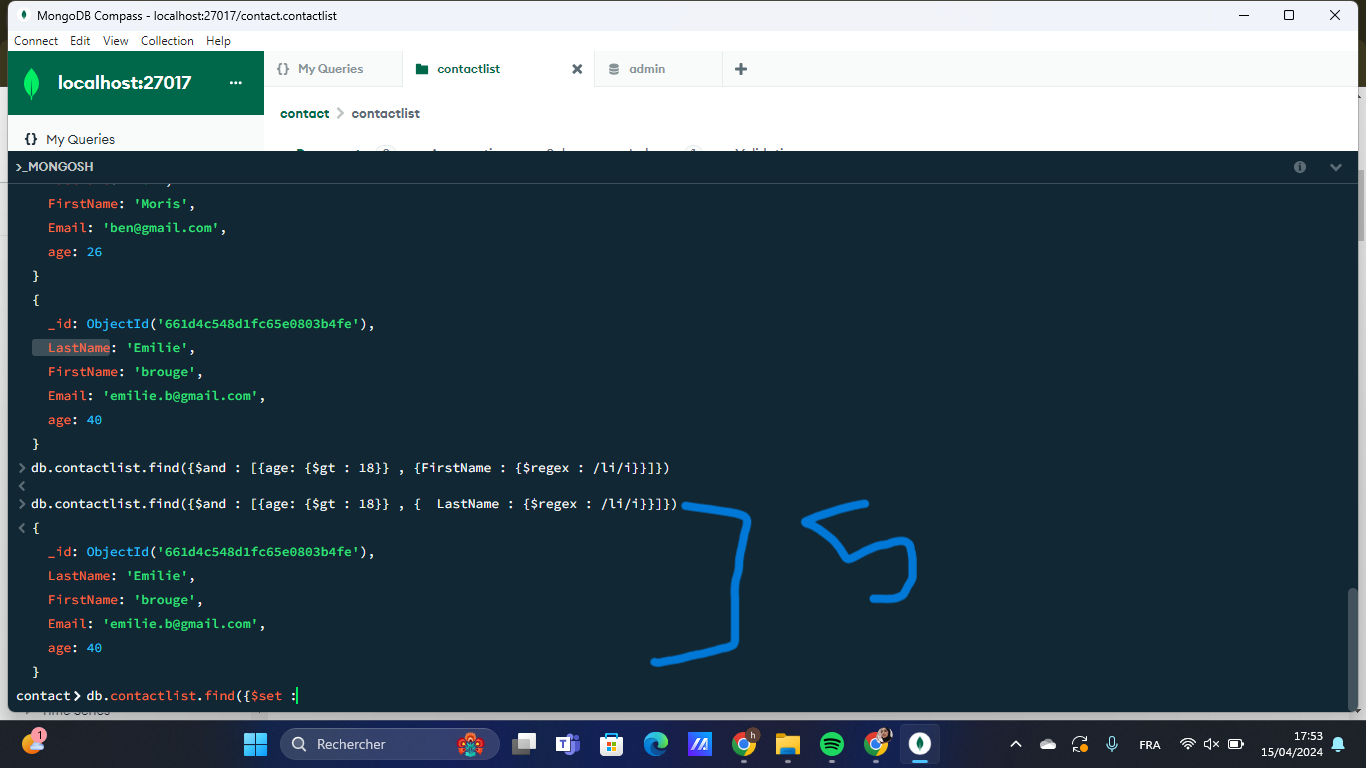 MongoDB Compass - localhost:27017/contact.contactlist
Connect Edit View Collection Help
localhost:27017 ...
{} My Queries
contactlist
admin
contact > contactlist
{} My Queries
>_MONGOSH
FirstName: 'Moris',
Email: 'ben@gmail.com',
age: 26
}
{
_id: ObjectId('661d4c548d1fc65e0803b4fe'),
LastName: 'Emilie',
FirstName: 'brouge',
Email: 'emilie.b@gmail.com',
age: 40
}
> db.contactlist.find({$and : [{age: {$gt : 18}} , {FirstName : {$regex : /li/i}}]})
<
> db.contactlist.find({$and : [{age: {$gt : 18}} , {  LastName : {$regex : /li/i}}]})
< {
_id: ObjectId('661d4c548d1fc65e0803b4fe'),
LastName: 'Emilie',
FirstName: 'brouge',
Email: 'emilie.b@gmail.com',
age: 40
}
5
contact> db.contactlist.find({$set :
Time Series
1
Rechercher
h
FRA
17:53
15/04/2024